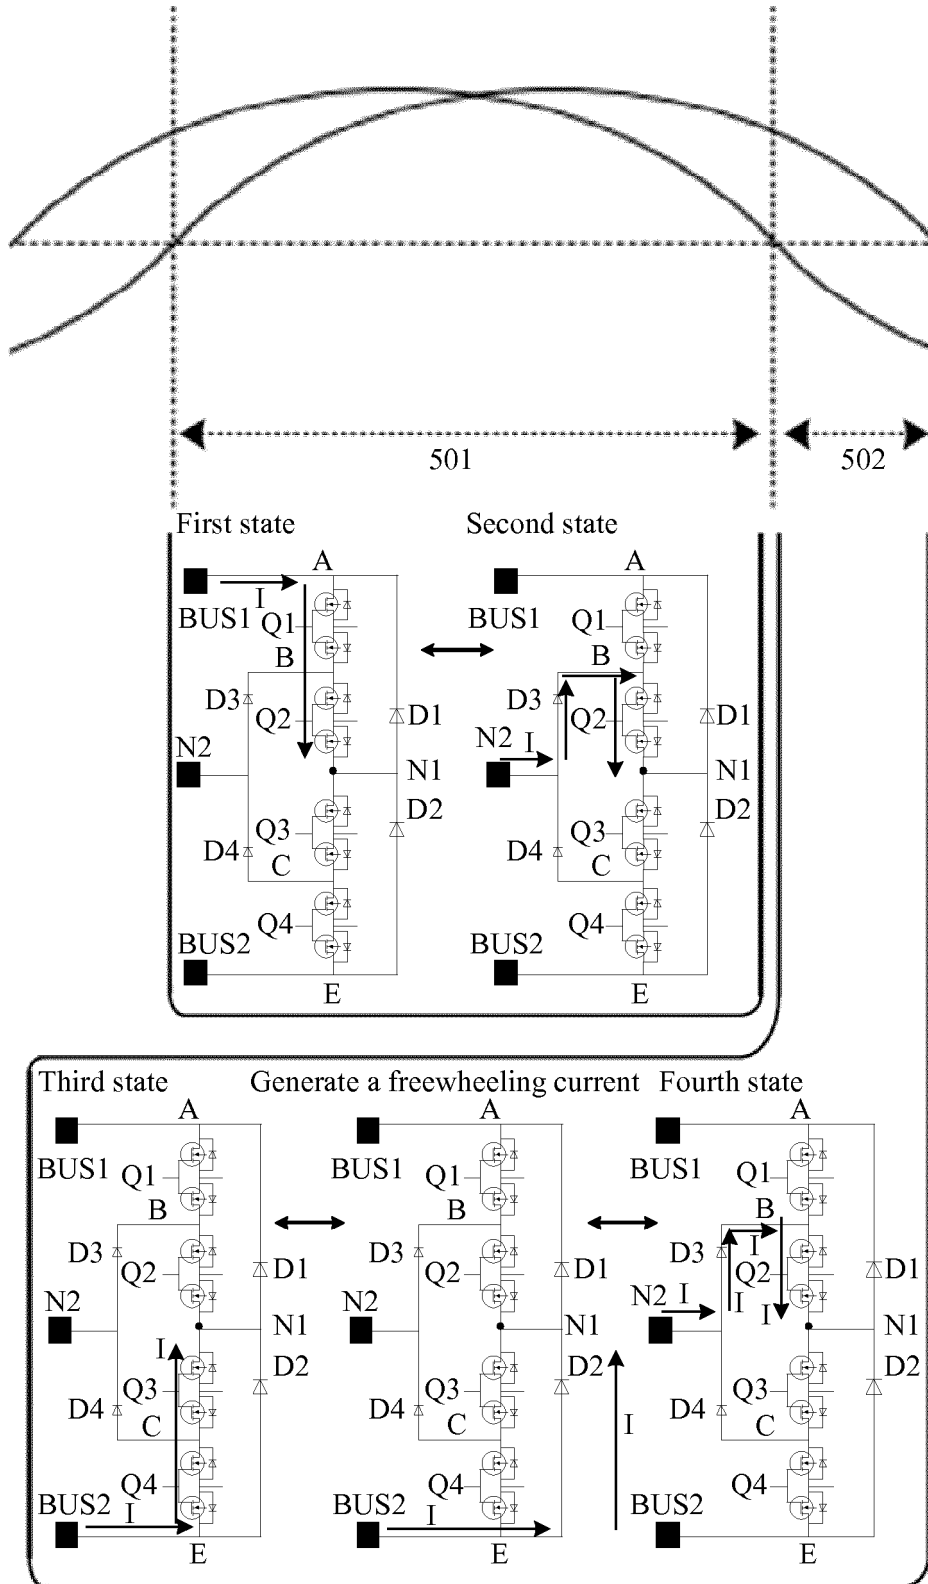 501
502
First state
Second state
A
A
I
BUS1
Q1
BUS1
Q1
B
B
D3
Q2
D1
D3
Q2
D1
N2
N1
N2
I
N1
Q3
D2
Q3
D2
D4
C
D4
C
Q4
Q4
BUS2
BUS2
E
E
Third state
Generate a freewheeling current
Fourth state
A
A
A
BUS1
Q1
BUS1
Q1
BUS1
Q1
B
B
B
D3
Q2
D1
D3
Q2
D1
D3
I
Q2
D1
N2
I
N1
N2
N1
N2
I
I
I
N1
D2
D2
D2
Q3
Q3
Q3
D4
C
D4
C
I
D4
C
Q4
Q4
Q4
BUS2
I
BUS2
I
BUS2
E
E
E